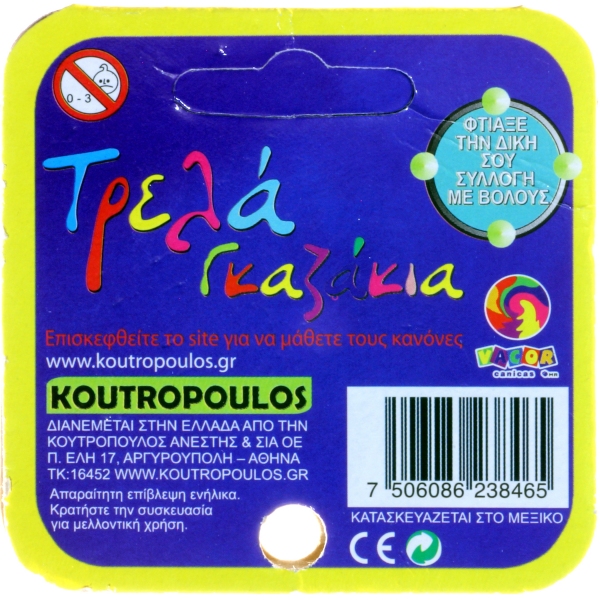 0 - 3
ΦΤΙΑΞΕ
ΤΗΝ ΔΙΚΗ
ΣΟΥ
ΣΥΛΛΟΓΗ
ΜΕ ΒΟΛΟΥΣ.
Τρελά
γκαζάκια
Επισκεφθείτε το site για να μάθετε τους κανόνες
www.koutropoulos.gr
VACOR
canicas
KOUTROPOULOS
ΔΙΑΝΕΜΕΤΑΙ ΣΤΗΝ ΕΛΛΑΔΑ ΑΠΟ ΤΗΝ
ΚΟΥΤΡΟΠΟΥΛΟΣ ΑΝΕΣΤΗΣ & ΣΙΑ ΟΕ
Π. ΕΛΗ 17, ΑΡΓΥΡΟΥΠΟΛΗ – ΑΘΗΝΑ
ΤΚ:16452 WWW.KOUTROPOULOS.GR
Απαραίτητη επίβλεψη ενήλικα.
Κρατήστε την συσκευασία
για μελλοντική χρήση.
7 506086 238465
ΚΑΤΑΣΚΕΥΑΖΕΤΑΙ ΣΤΟ ΜΕΞΙΚΟ
CE